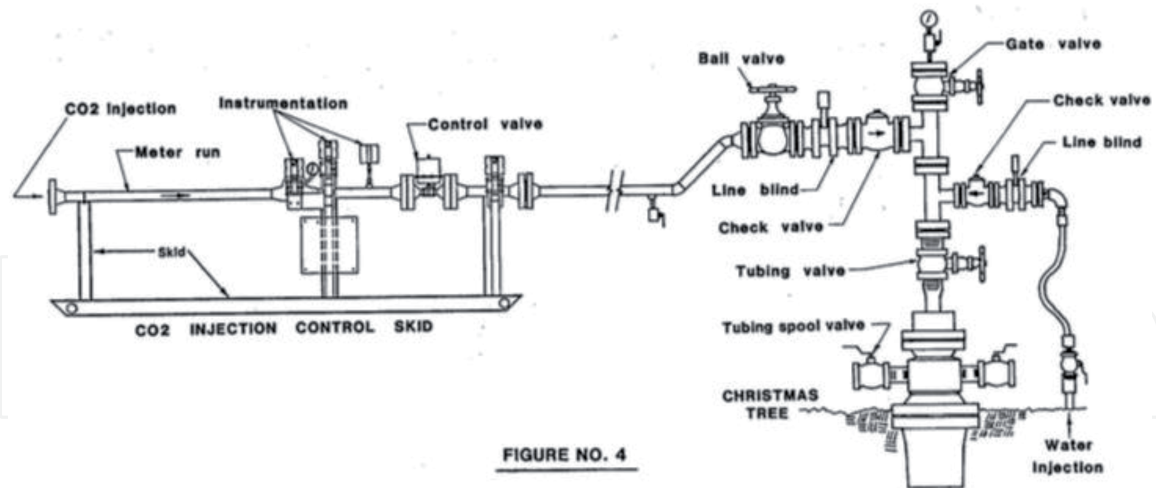 CO2 Injection
Meter run
Instrumentation
Control valve
Skid
CO2 INJECTION CONTROL SKID
Ball valve
Line blind
Check valve
Gate valve
Check valve
Line blind
Tubing valve
Tubing spool valve
CHRISTMAS
TREE
Water
Injection
FIGURE NO. 4